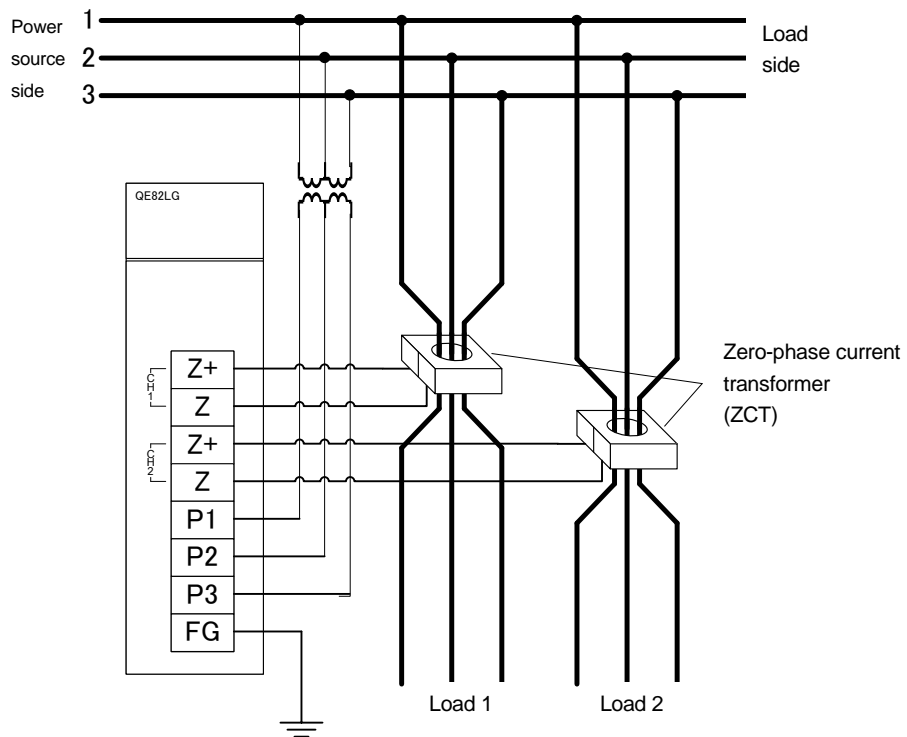 Power
source
side
1
2
3
Load
side
QE82LG
CH1
Z+
Z
CH2
Z+
Z
P1
P2
P3
FG
Zero-phase current
transformer
(ZCT)
Load 1
Load 2